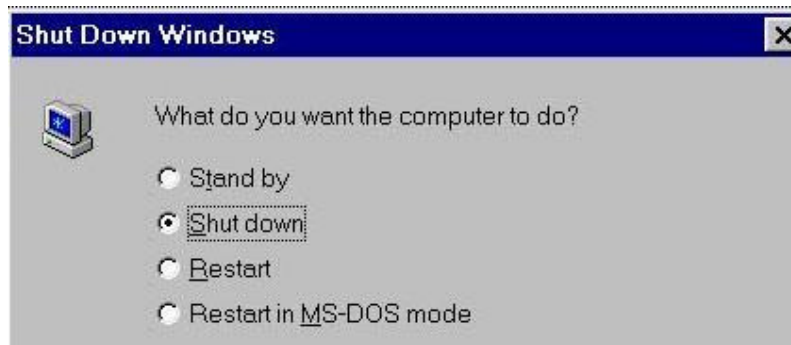 Shut Down Windows
What do you want the computer to do?
Stand by
Shut down
Restart
Restart in MS-DOS mode